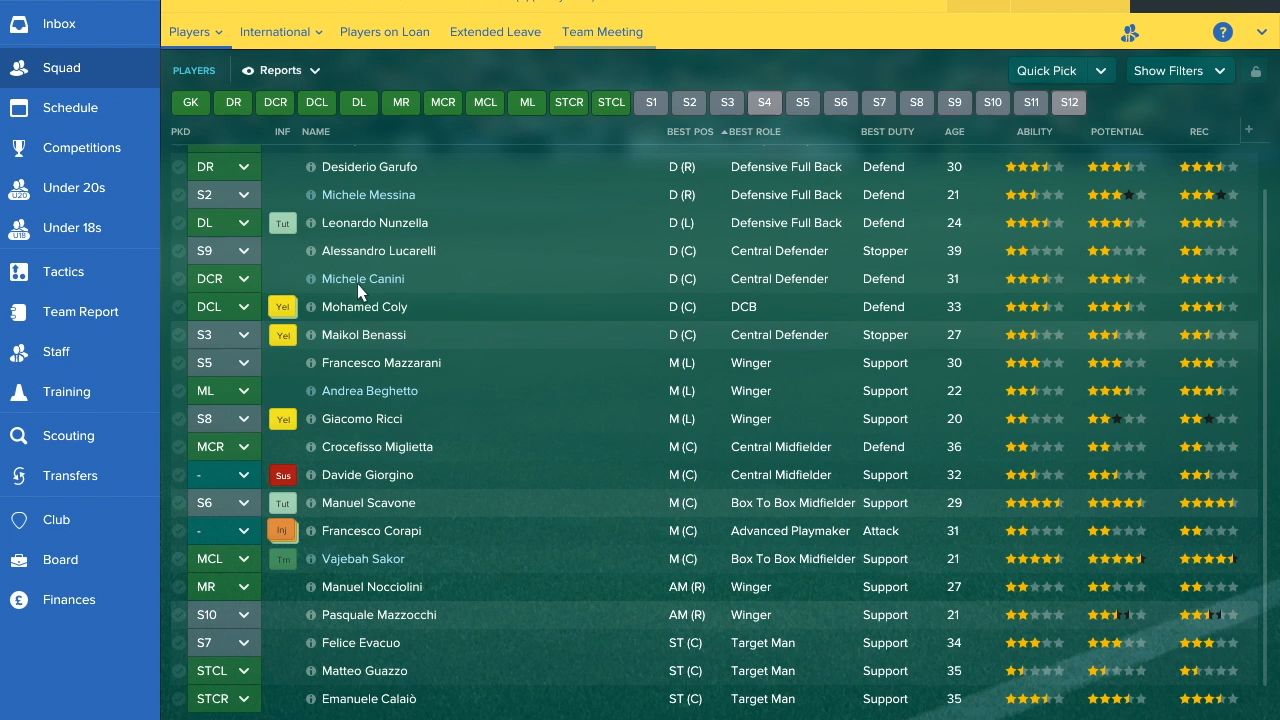 Inbox
Squad
Schedule
Competitions
U20 Under 20s
U18 Under 18s
Tactics
Team Report
Staff
Training
Scouting
Transfers
Club
Board
£ Finances
Players International Players on Loan Extended Leave Team Meeting ?
PLAYERS Reports Quick Pick Show Filters
GK DR DCR DCL DL MR MCR MCL ML STCR STCL S1 S2 S3 S4 S5 S6 S7 S8 S9 S10 S11 S12
PKD INF NAME BEST POS BEST ROLE BEST DUTY AGE ABILITY POTENTIAL REC +
DR Desiderio Garufo D (R) Defensive Full Back Defend 30
S2 Michele Messina D (R) Defensive Full Back Defend 21
DL Tut Leonardo Nunzella D (L) Defensive Full Back Defend 24
S9 Alessandro Lucarelli D (C) Central Defender Stopper 39
DCR Michele Canini D (C) Central Defender Defend 31
DCL Yel Mohamed Coly D (C) DCB Defend 33
S3 Yel Maikol Benassi D (C) Central Defender Stopper 27
S5 Francesco Mazzarani M (L) Winger Support 30
ML Andrea Beghetto M (L) Winger Support 22
S8 Yel Giacomo Ricci M (L) Winger Support 20
MCR Crocefisso Miglietta M (C) Central Midfielder Defend 36
- Sus Davide Giorgino M (C) Central Midfielder Support 32
S6 Tut Manuel Scavone M (C) Box To Box Midfielder Support 29
- Inj Francesco Corapi M (C) Advanced Playmaker Attack 31
MCL Trn Vajebah Sakor M (C) Box To Box Midfielder Support 21
MR Manuel Nocciolini AM (R) Winger Support 27
S10 Pasquale Mazzocchi AM (R) Winger Support 21
S7 Felice Evacuo ST (C) Target Man Support 34
STCL Matteo Guazzo ST (C) Target Man Support 35
STCR Emanuele Calaiò ST (C) Target Man Support 35